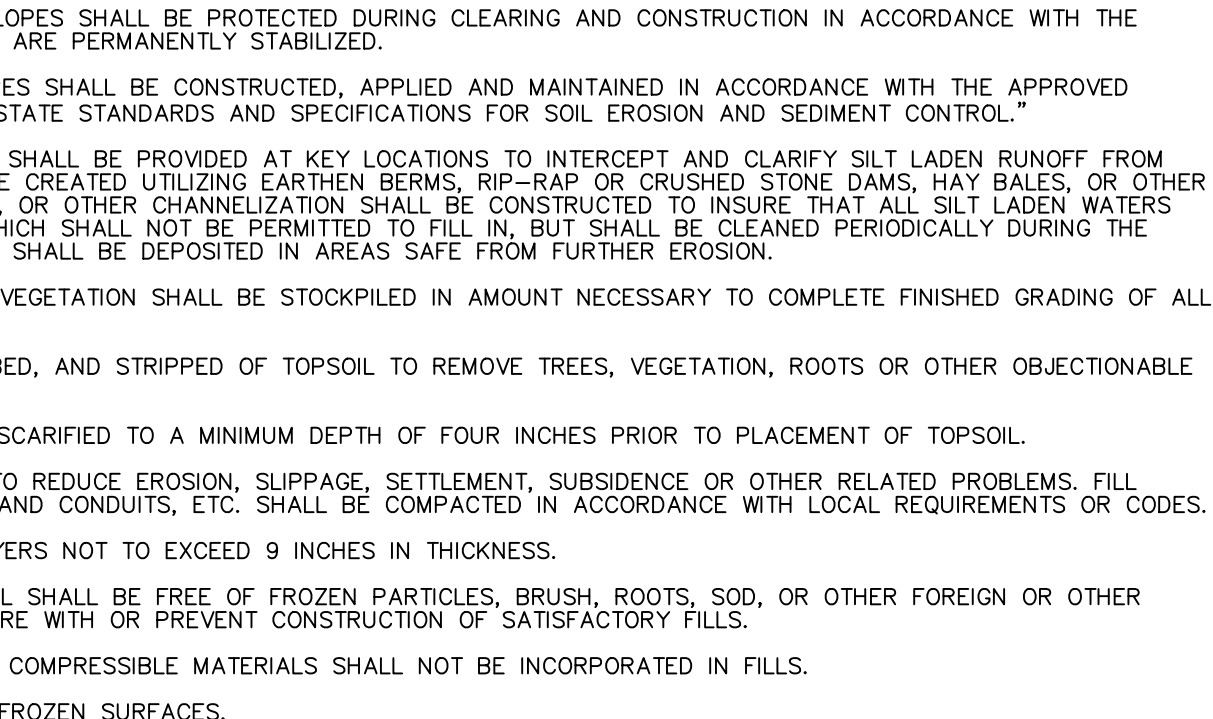 LOPES SHALL BE PROTECTED DURING CLEARING AND CONSTRUCTION IN ACCORDANCE WITH THE
ARE PERMANENTLY STABILIZED.
ES SHALL BE CONSTRUCTED, APPLIED AND MAINTAINED IN ACCORDANCE WITH THE APPROVED
STATE STANDARDS AND SPECIFICATIONS FOR SOIL EROSION AND SEDIMENT CONTROL.”
SHALL BE PROVIDED AT KEY LOCATIONS TO INTERCEPT AND CLARIFY SILT LADEN RUNOFF FROM
E CREATED UTILIZING EARTHEN BERMS, RIP–RAP OR CRUSHED STONE DAMS, HAY BALES, OR OTHER
, OR OTHER CHANNELIZATION SHALL BE CONSTRUCTED TO INSURE THAT ALL SILT LADEN WATERS
HICH SHALL NOT BE PERMITTED TO FILL IN, BUT SHALL BE CLEANED PERIODICALLY DURING THE
SHALL BE DEPOSITED IN AREAS SAFE FROM FURTHER EROSION.
VEGETATION SHALL BE STOCKPILED IN AMOUNT NECESSARY TO COMPLETE FINISHED GRADING OF ALL
BED, AND STRIPPED OF TOPSOIL TO REMOVE TREES, VEGETATION, ROOTS OR OTHER OBJECTIONABLE
SCARIFIED TO A MINIMUM DEPTH OF FOUR INCHES PRIOR TO PLACEMENT OF TOPSOIL.
TO REDUCE EROSION, SLIPPAGE, SETTLEMENT, SUBSIDENCE OR OTHER RELATED PROBLEMS. FILL
AND CONDUITS, ETC. SHALL BE COMPACTED IN ACCORDANCE WITH LOCAL REQUIREMENTS OR CODES.
YERS NOT TO EXCEED 9 INCHES IN THICKNESS.
L SHALL BE FREE OF FROZEN PARTICLES, BRUSH, ROOTS, SOD, OR OTHER FOREIGN OR OTHER
RE WITH OR PREVENT CONSTRUCTION OF SATISFACTORY FILLS.
COMPRESSIBLE MATERIALS SHALL NOT BE INCORPORATED IN FILLS.
FROZEN SURFACES.